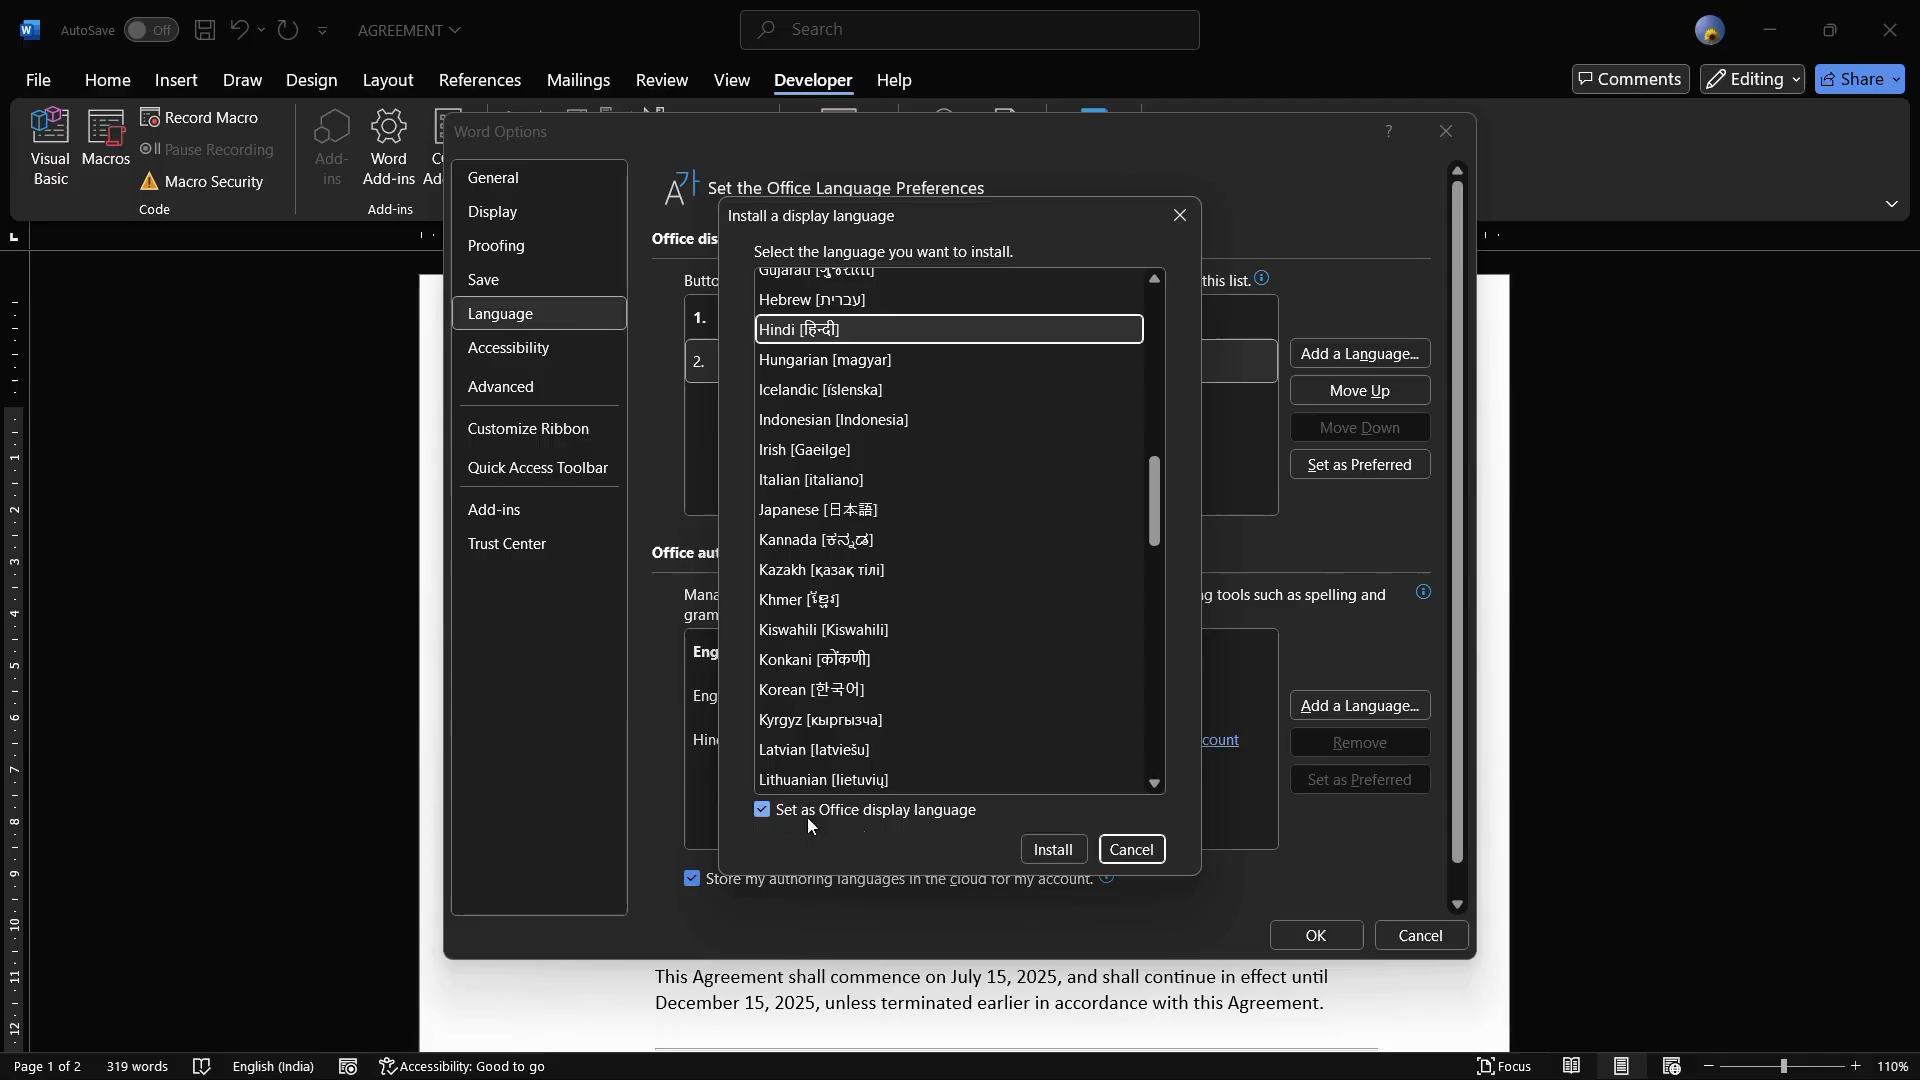 AutoSave Off AGREEMENT Search
File Home Insert Draw Design Layout References Mailings Review View Developer Help Comments Editing Share
Visual Basic
Macros
Record Macro
Pause Recording
Macro Security
Code
Add-ins
Word Add-ins
Add-ins
Word Options
General
Display
Proofing
Save
Language
Accessibility
Advanced
Customize Ribbon
Quick Access Toolbar
Add-ins
Trust Center
Set the Office Language Preferences
Office dis
Butto
this list.
1.
2.
Add a Language...
Move Up
Move Down
Set as Preferred
Office aut
Mana
g tools such as spelling and
gram
Eng
Eng
Hin
count
Add a Language...
Remove
Set as Preferred
Store my authoring languages in the cloud for my account.
OK Cancel
Install a display language
Select the language you want to install.
Gujarati [ગુજરાતી]
Hebrew [עברית]
Hindi [हिन्दी]
Hungarian [magyar]
Icelandic [íslenska]
Indonesian [Indonesia]
Irish [Gaeilge]
Italian [italiano]
Japanese [日本語]
Kannada [ಕನ್ನಡ]
Kazakh [қазақ тілі]
Khmer [ខ្មែរ]
Kiswahili [Kiswahili]
Konkani [कोंकणी]
Korean [한국어]
Kyrgyz [кыргызча]
Latvian [latviešu]
Lithuanian [lietuvių]
Set as Office display language
Install Cancel
This Agreement shall commence on July 15, 2025, and shall continue in effect until
December 15, 2025, unless terminated earlier in accordance with this Agreement.
Page 1 of 2 319 words English (India) Accessibility: Good to go Focus 110%